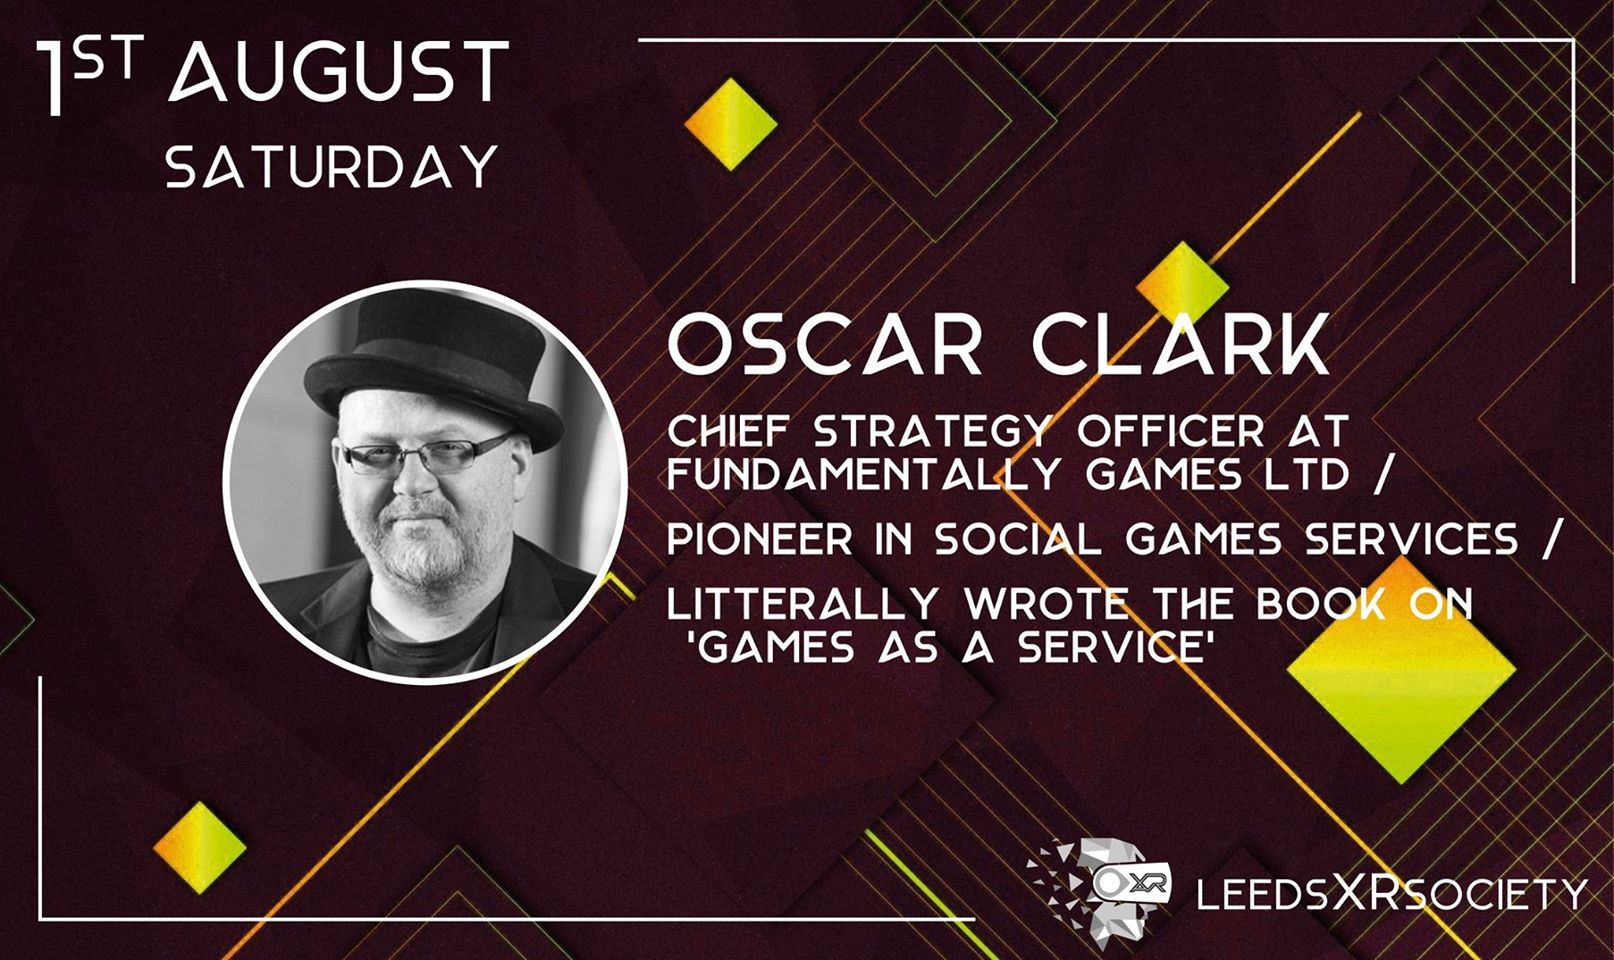 1ST AUGUST
SATURDAY
OSCAR CLARK
CHIEF STRATEGY OFFICER AT
FUNDAMENTALLY GAMES LTD /
PIONEER IN SOCIAL GAMES SERVICES /
LITTERALLY WROTE THE BOOK ON
'GAMES AS A SERVICE'
XR
LEEDSXRSOCIETY